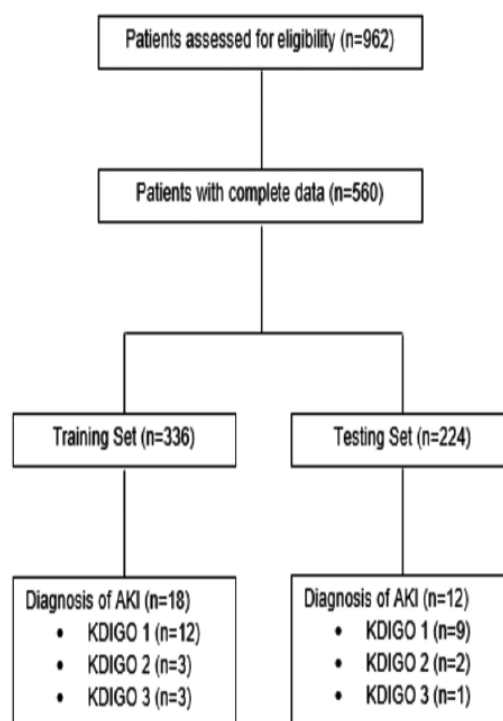 Patients assessed for eligibility (n=962)
Patients with complete data (n=560)
Training Set (n=336)
Testing Set (n=224)
Diagnosis of AKI (n=18)
• KDIGO 1 (n=12)
• KDIGO 2 (n=3)
• KDIGO 3 (n=3)
Diagnosis of AKI (n=12)
• KDIGO 1 (n=9)
• KDIGO 2 (n=2)
• KDIGO 3 (n=1)